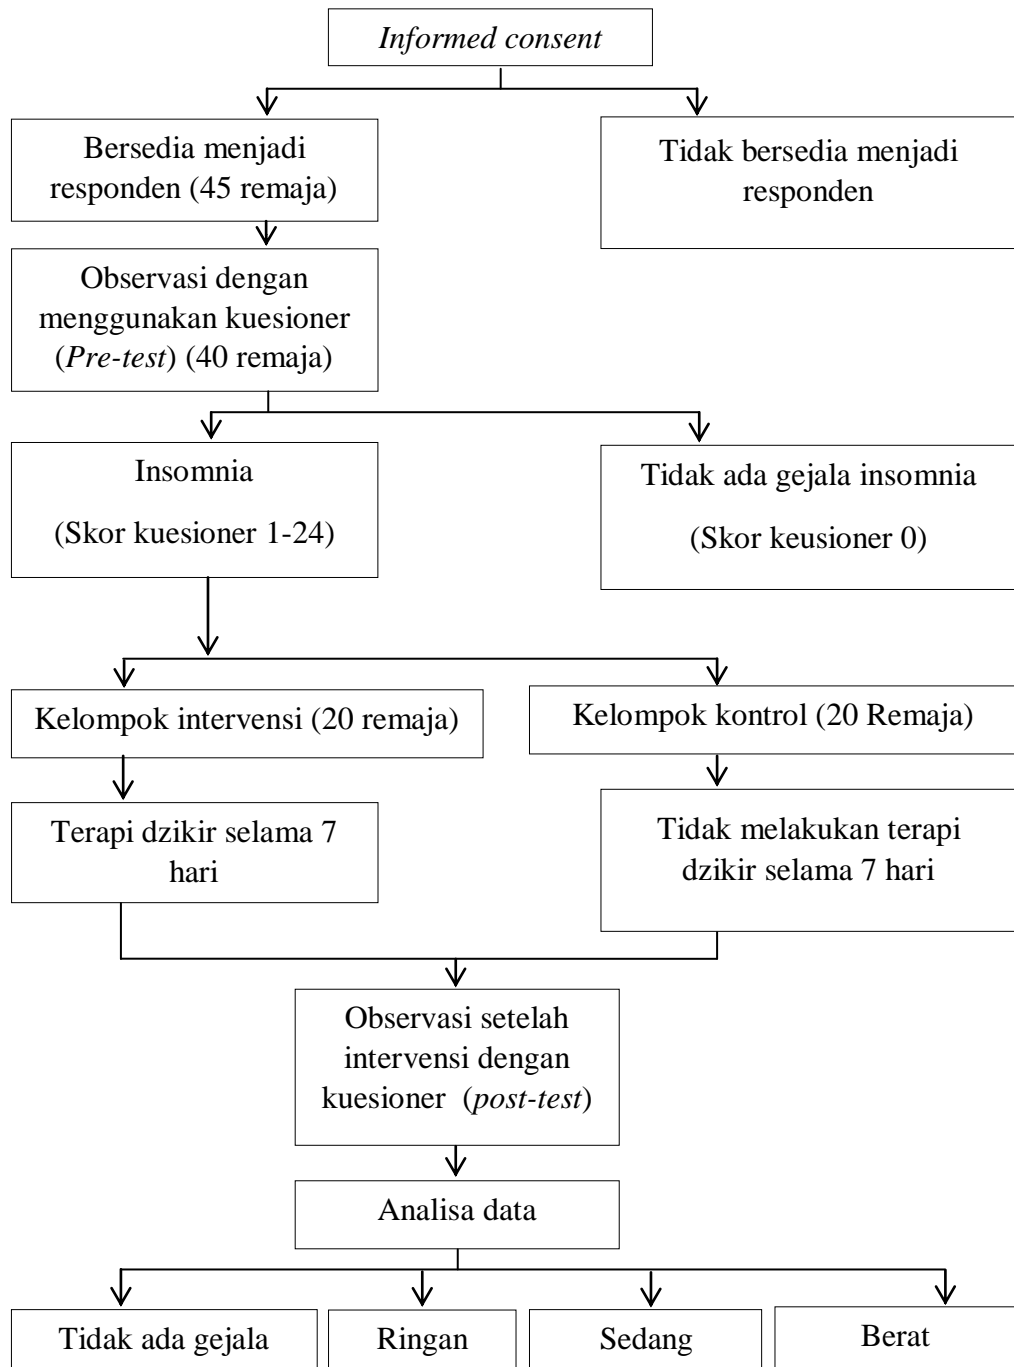 Informed consent
Bersedia menjadi
responden (45 remaja)
Tidak bersedia menjadi
responden
Observasi dengan
menggunakan kuesioner
(Pre-test) (40 remaja)
Insomnia
(Skor kuesioner 1-24)
Tidak ada gejala insomnia
(Skor keusioner 0)
Kelompok intervensi (20 remaja)
Kelompok kontrol (20 Remaja)
Terapi dzikir selama 7
hari
Tidak melakukan terapi
dzikir selama 7 hari
Observasi setelah
intervensi dengan
kuesioner (post-test)
Analisa data
Tidak ada gejala
Ringan
Sedang
Berat